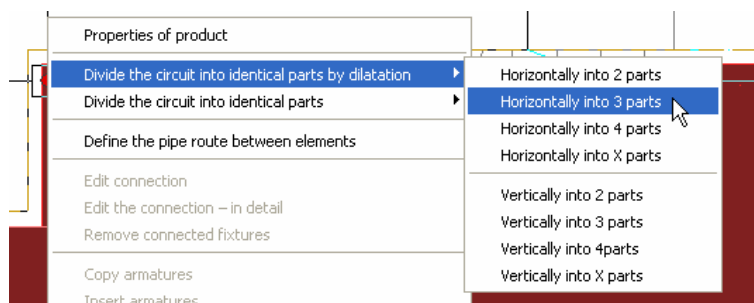 Properties of product
Divide the circuit into identical parts by dilatation
Divide the circuit into identical parts
Define the pipe route between elements
Edit connection
Edit the connection – in detail
Remove connected fixtures
Copy armatures
Insert armatures
Horizontally into 2 parts
Horizontally into 3 parts
Horizontally into 4 parts
Horizontally into X parts
Vertically into 2 parts
Vertically into 3 parts
Vertically into 4parts
Vertically into X parts